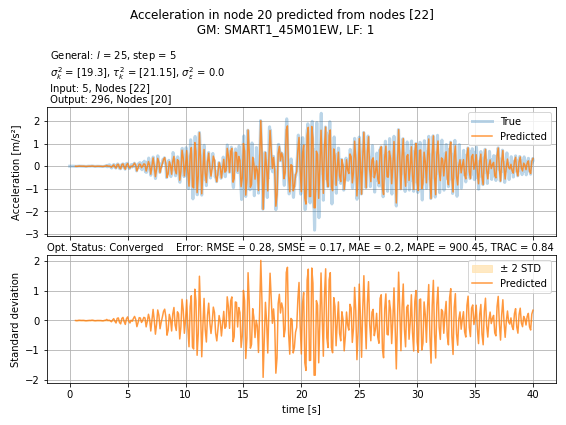 Acceleration in node 20 predicted from nodes [22]
GM: SMART1_45M01EW, LF: 1
General: l = 25, step = 5
σ²ₖ = [19.3], τ²ₖ = [21.15], σ²ε = 0.0
Input: 5, Nodes [22]
Output: 296, Nodes [20]
True
Predicted
2
1
0
−1
−2
−3
Acceleration [m/s²]
Opt. Status: Converged Error: RMSE = 0.28, SMSE = 0.17, MAE = 0.2, MAPE = 900.45, TRAC = 0.84
± 2 STD
Predicted
2
1
0
−1
−2
Standard deviation
0 5 10 15 20 25 30 35 40
time [s]